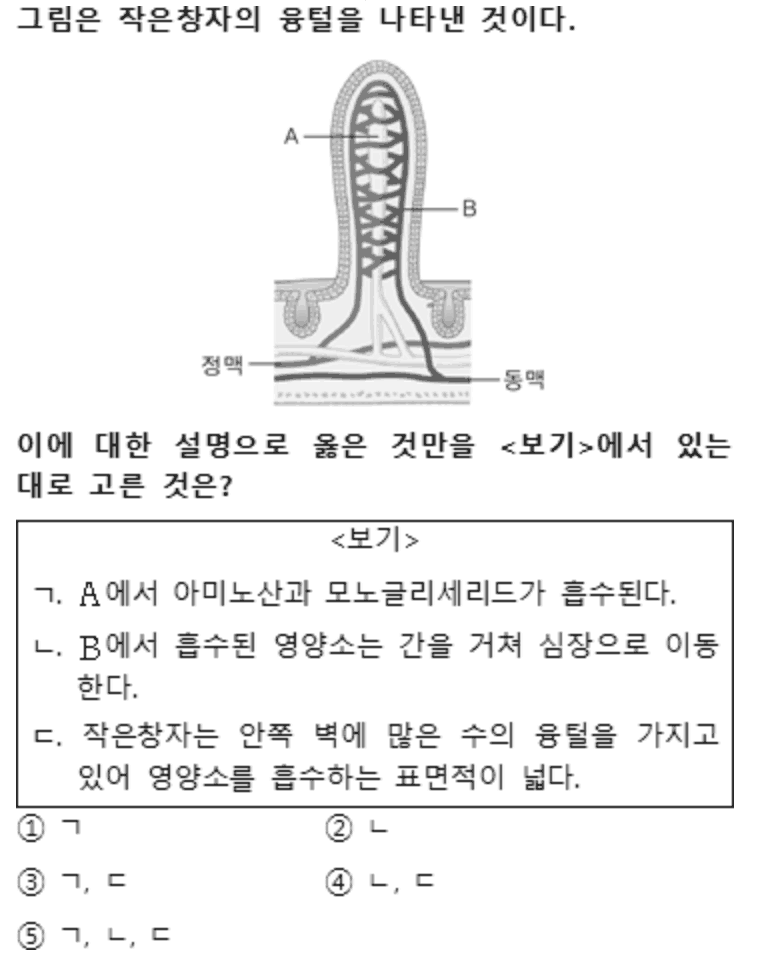 그림은 작은창자의 융털을 나타낸 것이다.
A
B
정맥
동맥
이에 대한 설명으로 옳은 것만을 <보기>에서 있는
대로 고른 것은?
<보기>
ㄱ. A에서 아미노산과 모노글리세리드가 흡수된다.
ㄴ. B에서 흡수된 영양소는 간을 거쳐 심장으로 이동
한다.
ㄷ. 작은창자는 안쪽 벽에 많은 수의 융털을 가지고
있어 영양소를 흡수하는 표면적이 넓다.
① ㄱ ② ㄴ
③ ㄱ, ㄷ ④ ㄴ, ㄷ
⑤ ㄱ, ㄴ, ㄷ